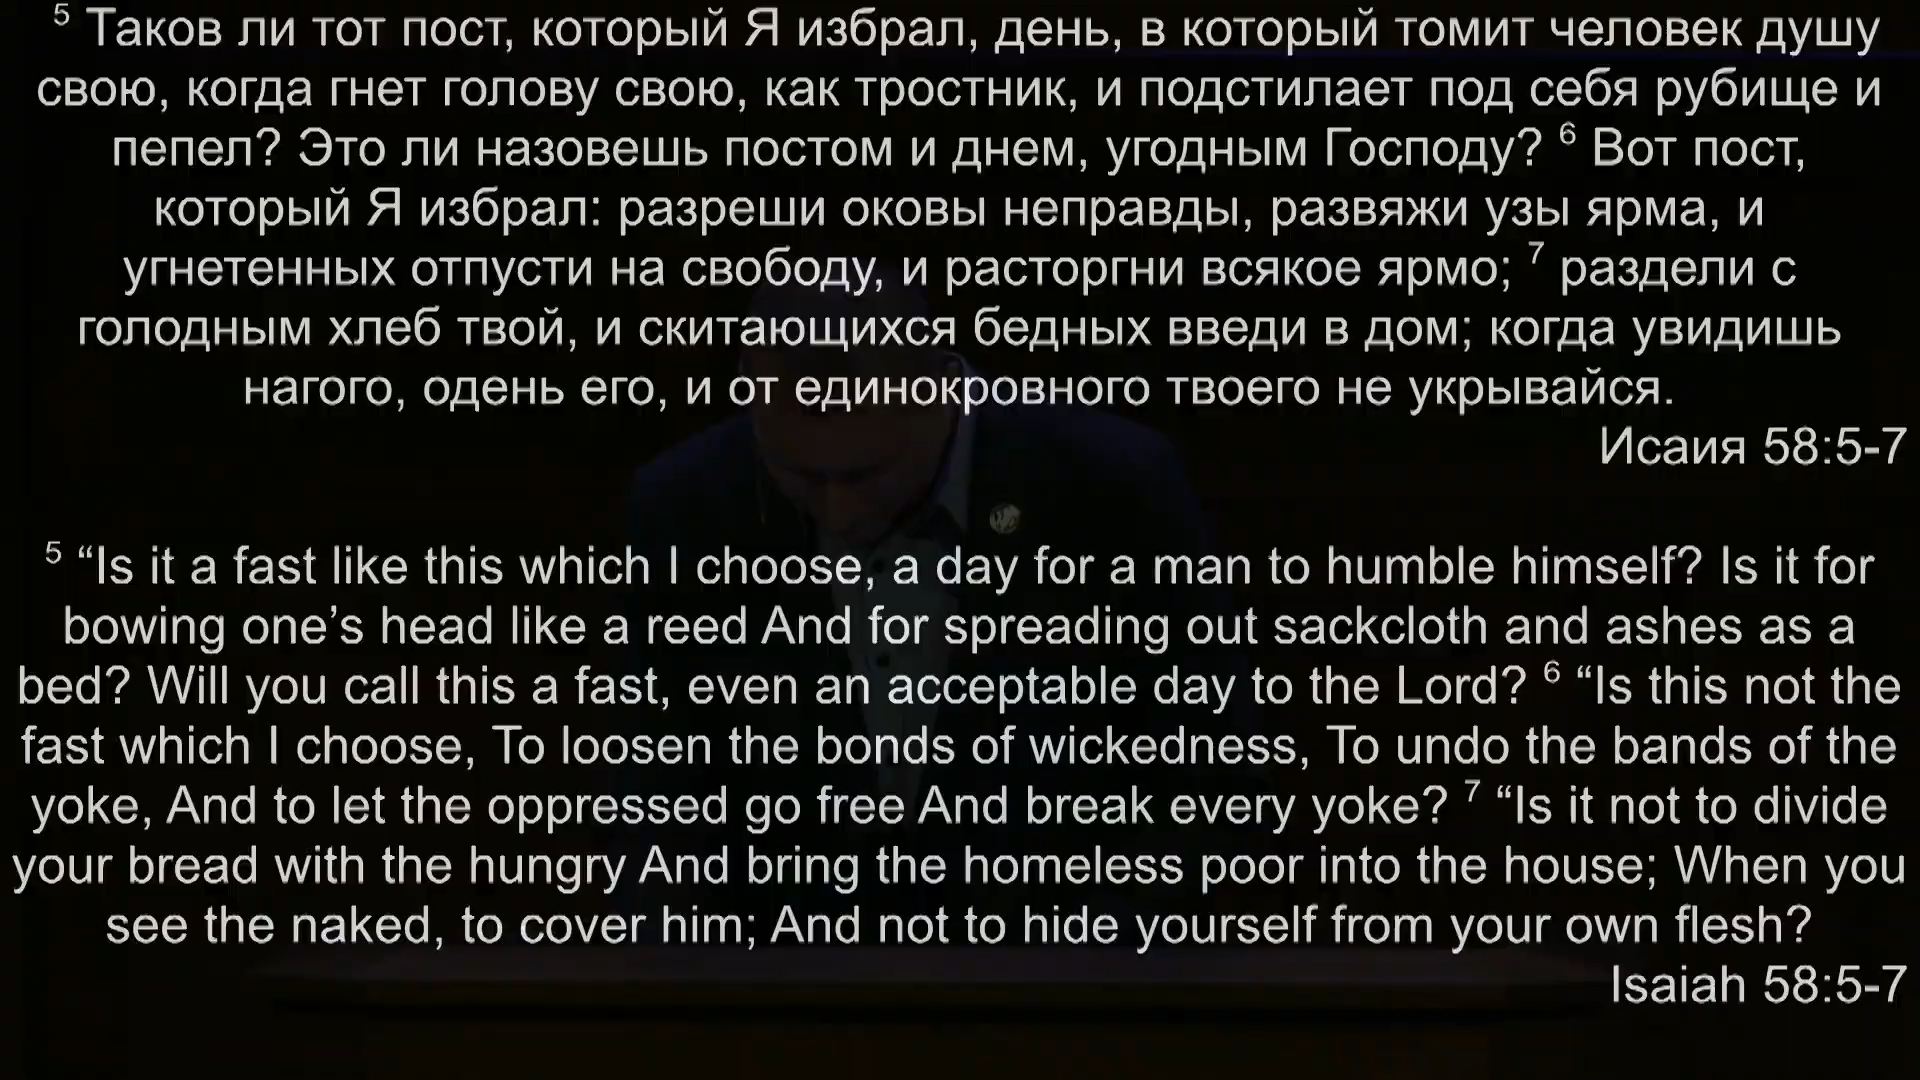 ⁵ Таков ли тот пост, который Я избрал, день, в который томит человек душу
свою, когда гнет голову свою, как тростник, и подстилает под себя рубище и
пепел? Это ли назовешь постом и днем, угодным Господу? ⁶ Вот пост,
который Я избрал: разреши оковы неправды, развяжи узы ярма, и
угнетенных отпусти на свободу, и расторгни всякое ярмо; ⁷ раздели с
голодным хлеб твой, и скитающихся бедных введи в дом; когда увидишь
нагого, одень его, и от единокровного твоего не укрывайся.
Исаия 58:5-7
⁵ “Is it a fast like this which I choose, a day for a man to humble himself? Is it for
bowing one’s head like a reed And for spreading out sackcloth and ashes as a
bed? Will you call this a fast, even an acceptable day to the Lord? ⁶ “Is this not the
fast which I choose, To loosen the bonds of wickedness, To undo the bands of the
yoke, And to let the oppressed go free And break every yoke? ⁷ “Is it not to divide
your bread with the hungry And bring the homeless poor into the house; When you
see the naked, to cover him; And not to hide yourself from your own flesh?
Isaiah 58:5-7